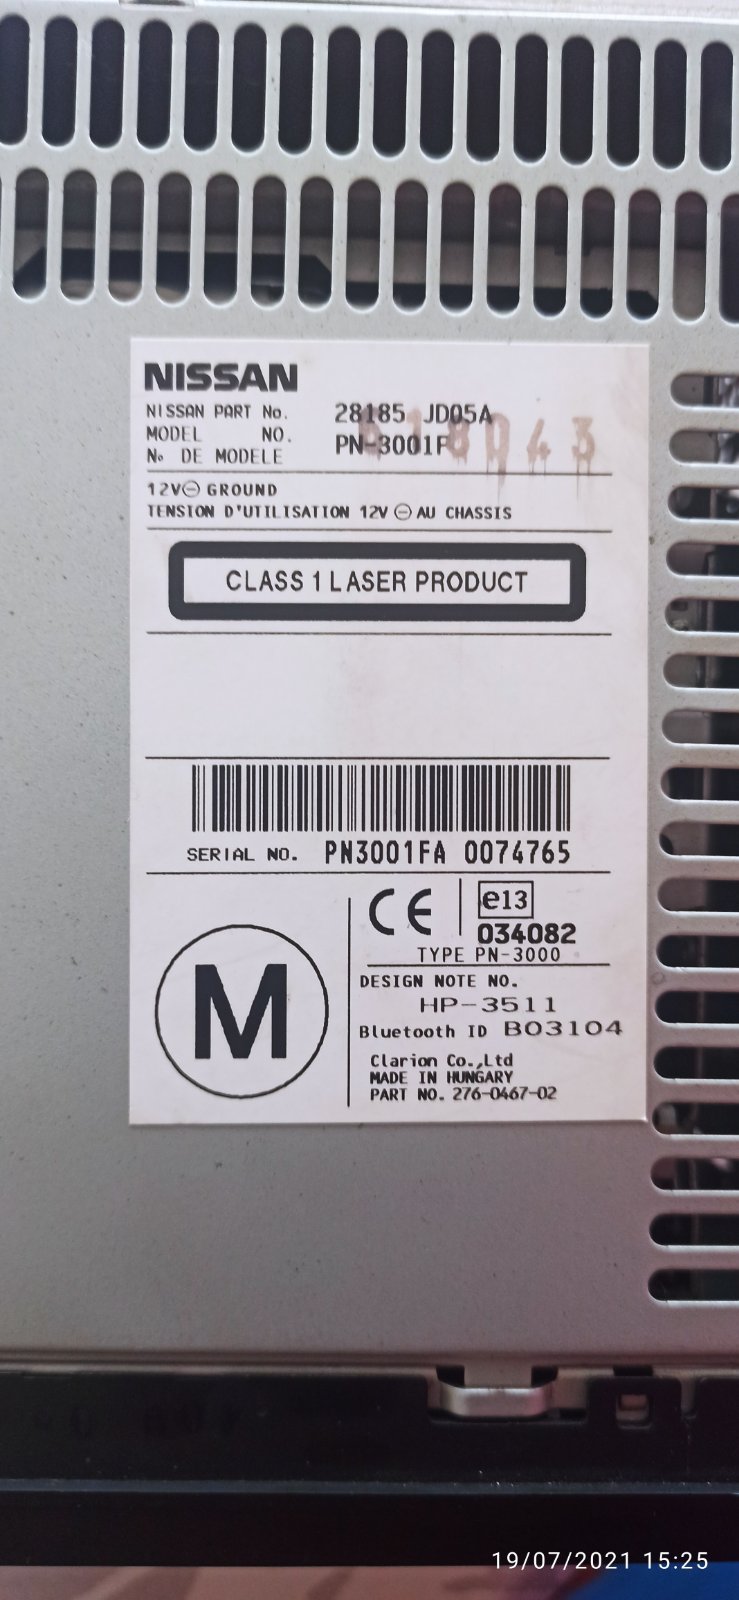 NISSAN
NISSAN PART No. 28185 JD05A
MODEL NO. PN-3001F
No DE MODELE
12V⊖ GROUND
TENSION D'UTILISATION 12V ⊖ AU CHASSIS
CLASS 1 LASER PRODUCT
SERIAL NO. PN3001FA 0074765
CE e13
034082
TYPE PN-3000
DESIGN NOTE NO.
HP-3511
Bluetooth ID B03104
M
Clarion Co.,Ltd
MADE IN HUNGARY
PART NO. 276-0467-02
19/07/2021 15:25